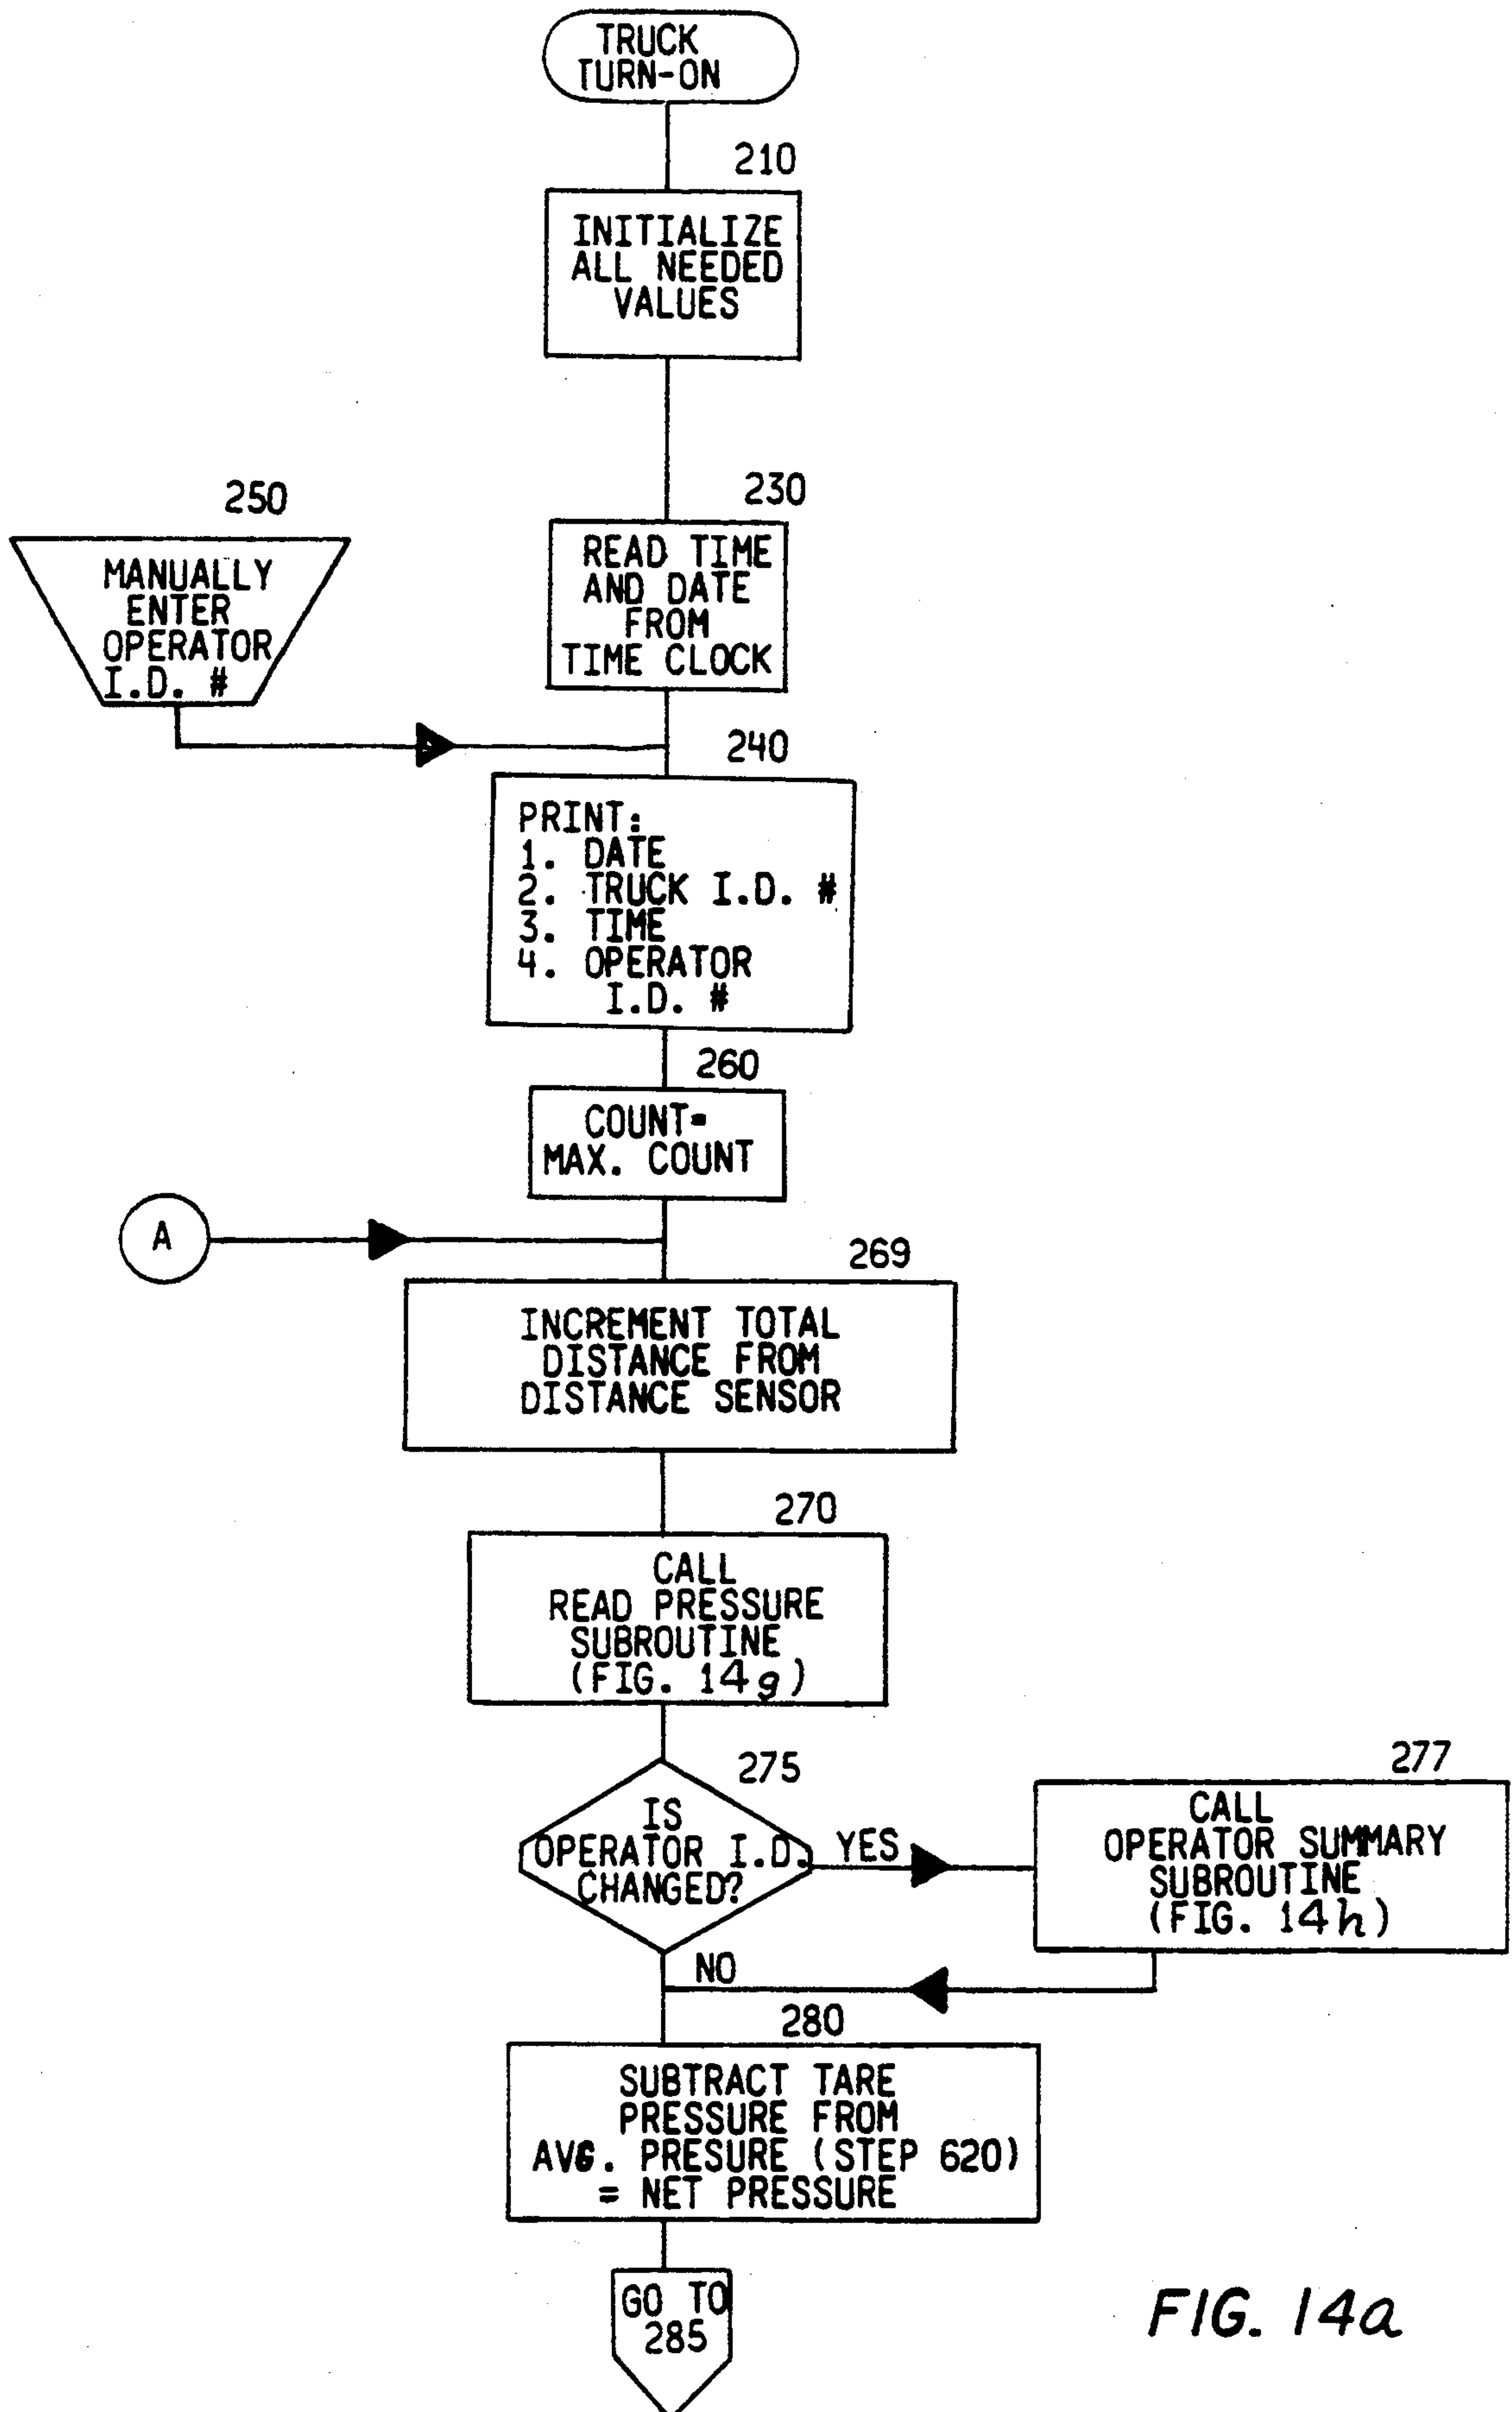 TRUCK
TURN-ON
210
INITIALIZE
ALL NEEDED
VALUES
250
230
MANUALLY
ENTER
OPERATOR
I.D. #
READ TIME
AND DATE
FROM
TIME CLOCK
240
PRINT:
1. DATE
2. TRUCK I.D. #
3. TIME
4. OPERATOR
I.D. #
260
COUNT=
MAX. COUNT
A
269
INCREMENT TOTAL
DISTANCE FROM
DISTANCE SENSOR
270
CALL
READ PRESSURE
SUBROUTINE
(FIG. 14g)
275
IS
OPERATOR I.D.
CHANGED?
YES
277
CALL
OPERATOR SUMMARY
SUBROUTINE
(FIG. 14h)
NO
280
SUBTRACT TARE
PRESSURE FROM
AVG. PRESURE (STEP 620)
= NET PRESSURE
GO TO
285
FIG. 14a